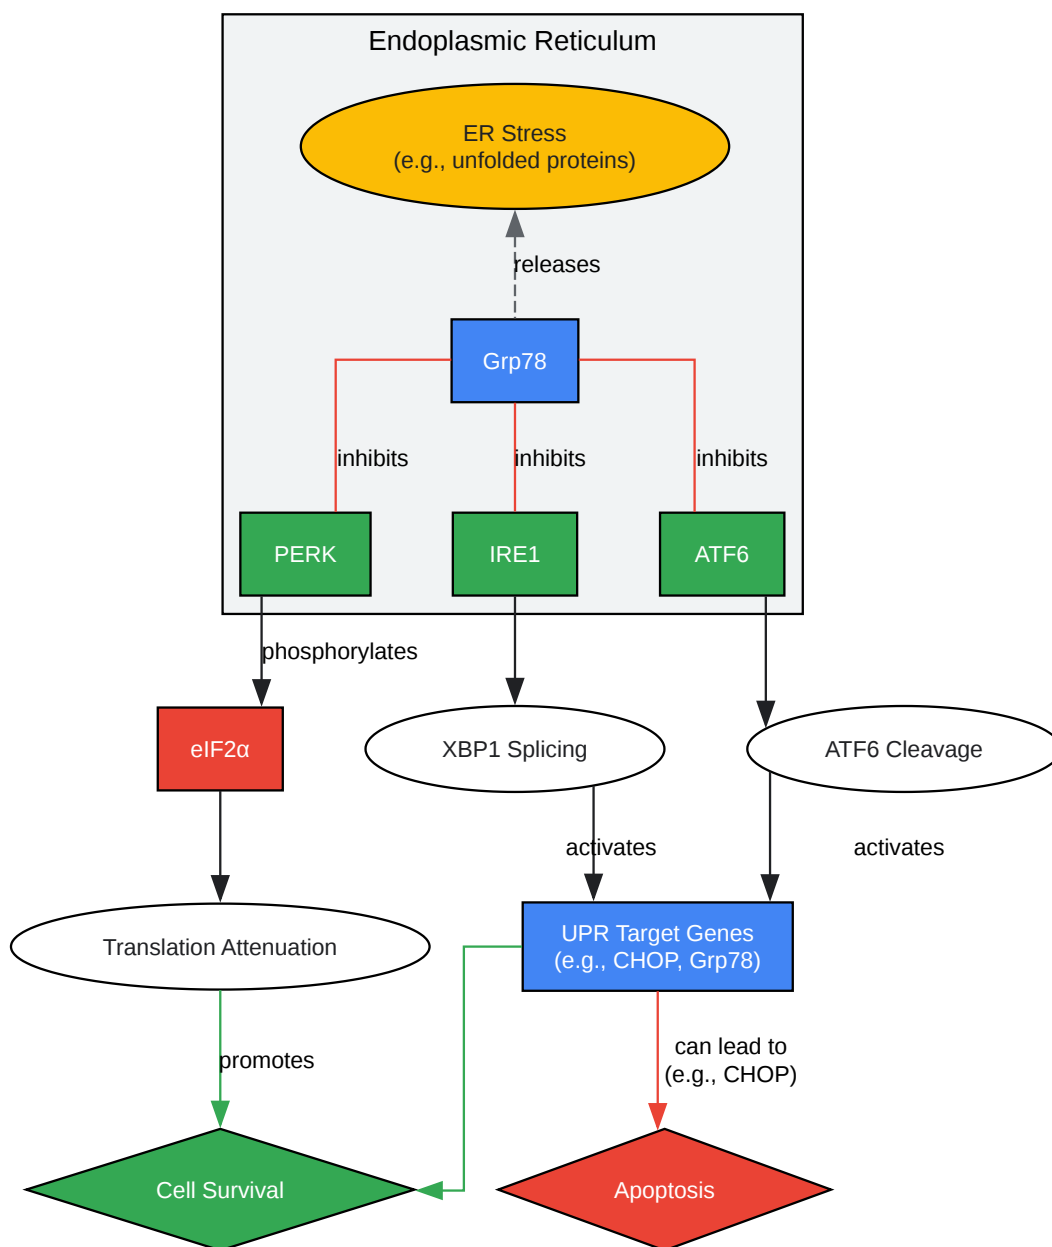 Endoplasmic Reticulum
ER Stress
(e.g., unfolded proteins)
releases
Grp78
inhibits
inhibits
inhibits
PERK
IRE1
ATF6
phosphorylates
eIF2α
XBP1 Splicing
ATF6 Cleavage
activates
activates
Translation Attenuation
UPR Target Genes
(e.g., CHOP, Grp78)
promotes
can lead to
(e.g., CHOP)
Cell Survival
Apoptosis